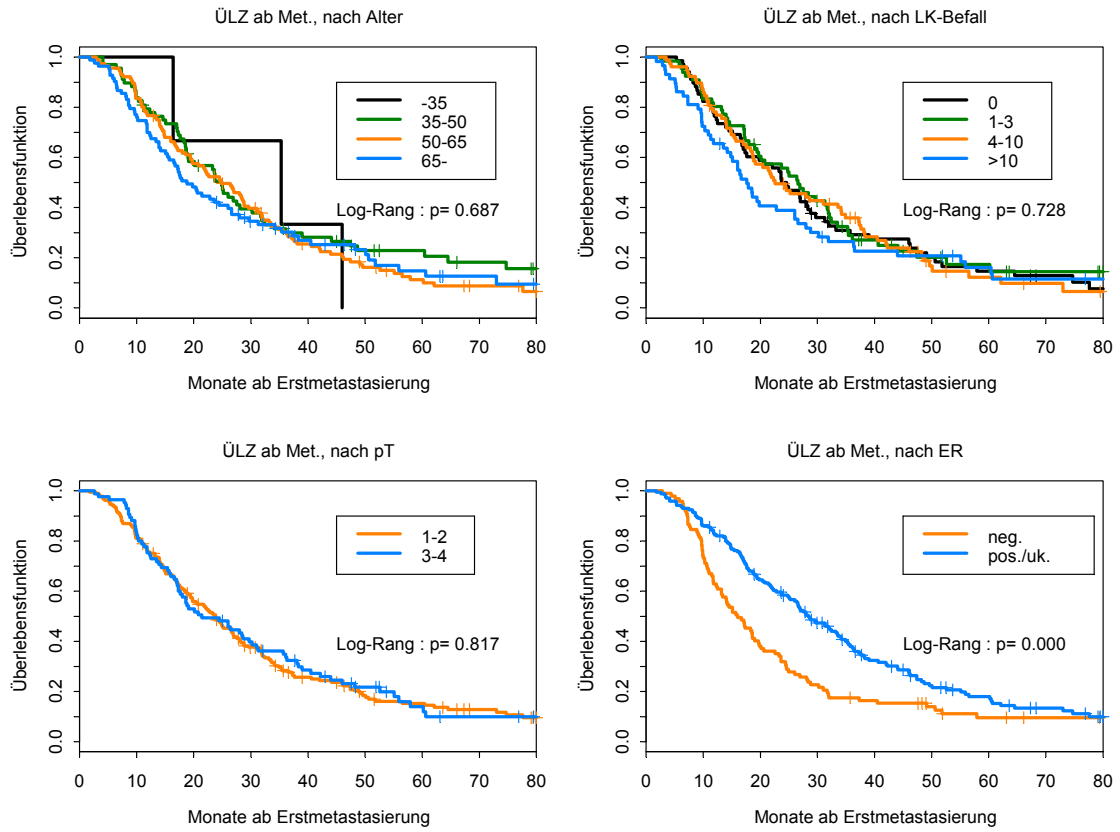 ÜLZ ab Met., nach Alter
Überlebensfunktion
1.0
0.8
0.6
0.4
0.2
0.0
-35
35-50
50-65
65-
Log-Rang : p= 0.687
0 10 20 30 40 50 60 70 80
Monate ab Erstmetastasierung
ÜLZ ab Met., nach LK-Befall
Überlebensfunktion
1.0
0.8
0.6
0.4
0.2
0.0
0
1-3
4-10
>10
Log-Rang : p= 0.728
0 10 20 30 40 50 60 70 80
Monate ab Erstmetastasierung
ÜLZ ab Met., nach pT
Überlebensfunktion
1.0
0.8
0.6
0.4
0.2
0.0
1-2
3-4
Log-Rang : p= 0.817
0 10 20 30 40 50 60 70 80
Monate ab Erstmetastasierung
ÜLZ ab Met., nach ER
Überlebensfunktion
1.0
0.8
0.6
0.4
0.2
0.0
neg.
pos./uk.
Log-Rang : p= 0.000
0 10 20 30 40 50 60 70 80
Monate ab Erstmetastasierung